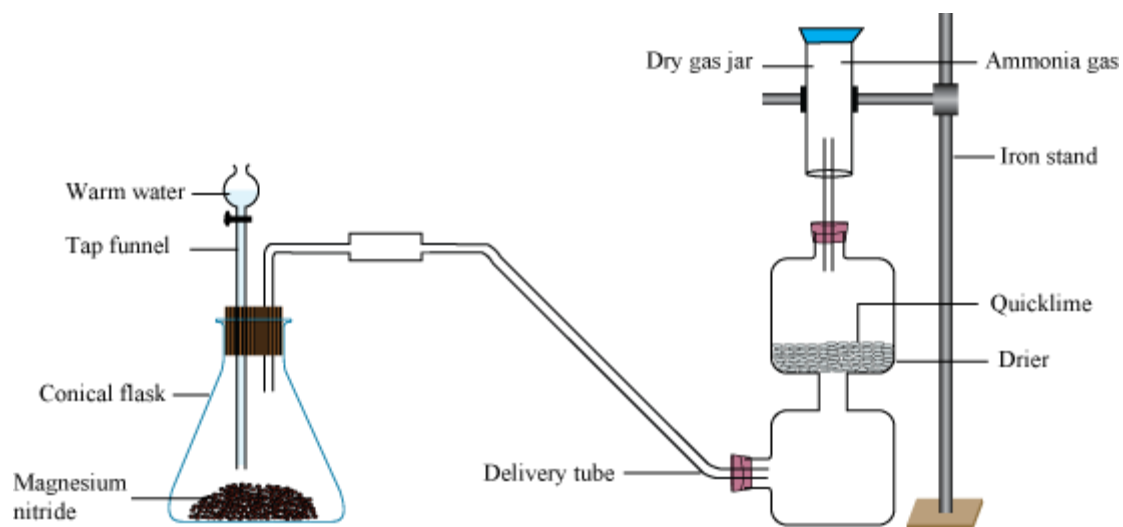 Dry gas jar
Ammonia gas
Iron stand
Warm water
Tap funnel
Quicklime
Drier
Conical flask
Delivery tube
Magnesium
nitride